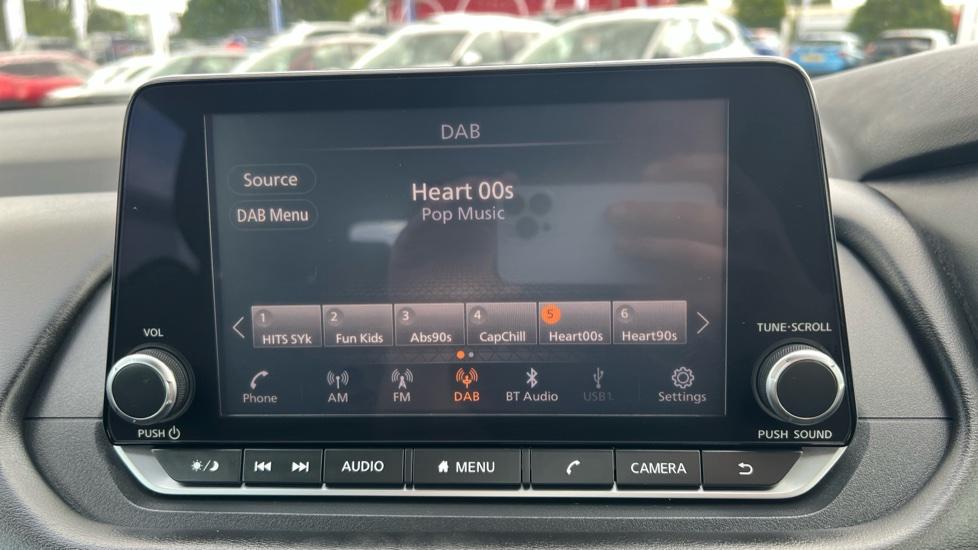 DAB
Source
Heart 00s
DAB Menu
Pop Music
1 2 3 4 5 6
HITS SYk Fun Kids Abs90s CapChill Heart00s Heart90s
Phone AM FM DAB BT Audio USB1 Settings
VOL
PUSH
TUNE·SCROLL
PUSH SOUND
AUDIO MENU CAMERA